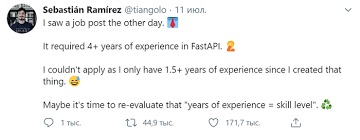 Sebastián Ramírez @tiangolo · 11 июл.
I saw a job post the other day. 👔
It required 4+ years of experience in FastAPI. 🤦
I couldn't apply as I only have 1.5+ years of experience since I created that
thing. 😅
Maybe it's time to re-evaluate that "years of experience = skill level". ♻
1 тыс. 44,9 тыс. 171,7 тыс.